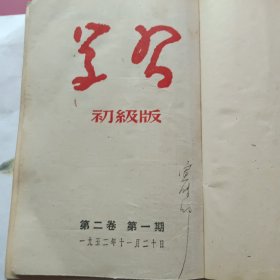 学习
初級版
第二卷 第一期
一九五二年十一月二十日